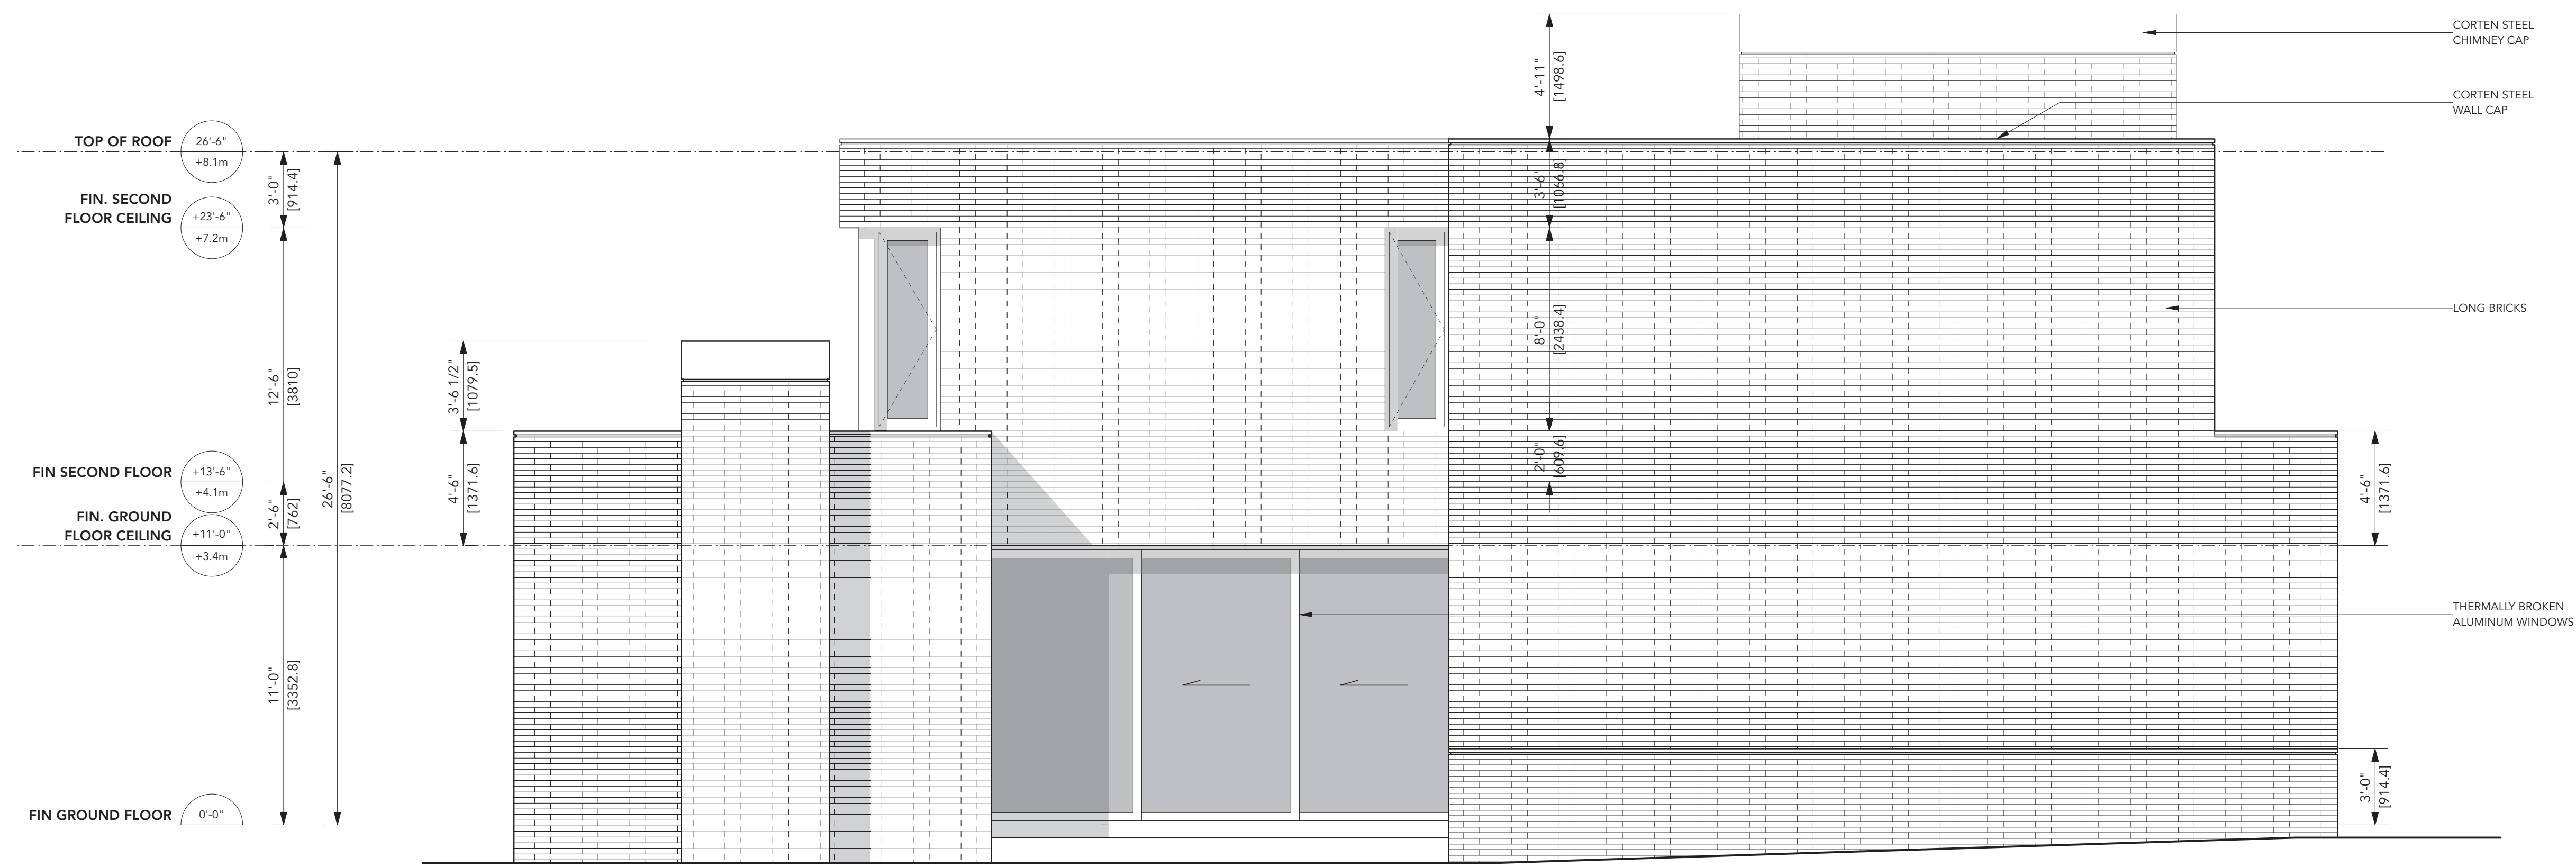 CORTEN STEEL
CHIMNEY CAP
4'-11"
[1498.6]
CORTEN STEEL
WALL CAP
TOP OF ROOF
26'-6"
+8.1m
3'-0"
[914.4]
3'-6"
[1066.8]
FIN. SECOND
FLOOR CEILING
+23'-6"
+7.2m
LONG BRICKS
8'-0"
[2438.4]
12'-6"
[3810]
3'-6 1/2"
[1079.5]
2'-0"
[609.6]
FIN SECOND FLOOR
+13'-6"
+4.1m
26'-6"
[8077.2]
4'-6"
[1371.6]
4'-6"
[1371.6]
2'-6"
[762]
FIN. GROUND
FLOOR CEILING
+11'-0"
+3.4m
THERMALLY BROKEN
ALUMINUM WINDOWS
11'-0"
[3352.8]
3'-0"
[914.4]
FIN GROUND FLOOR
0'-0"